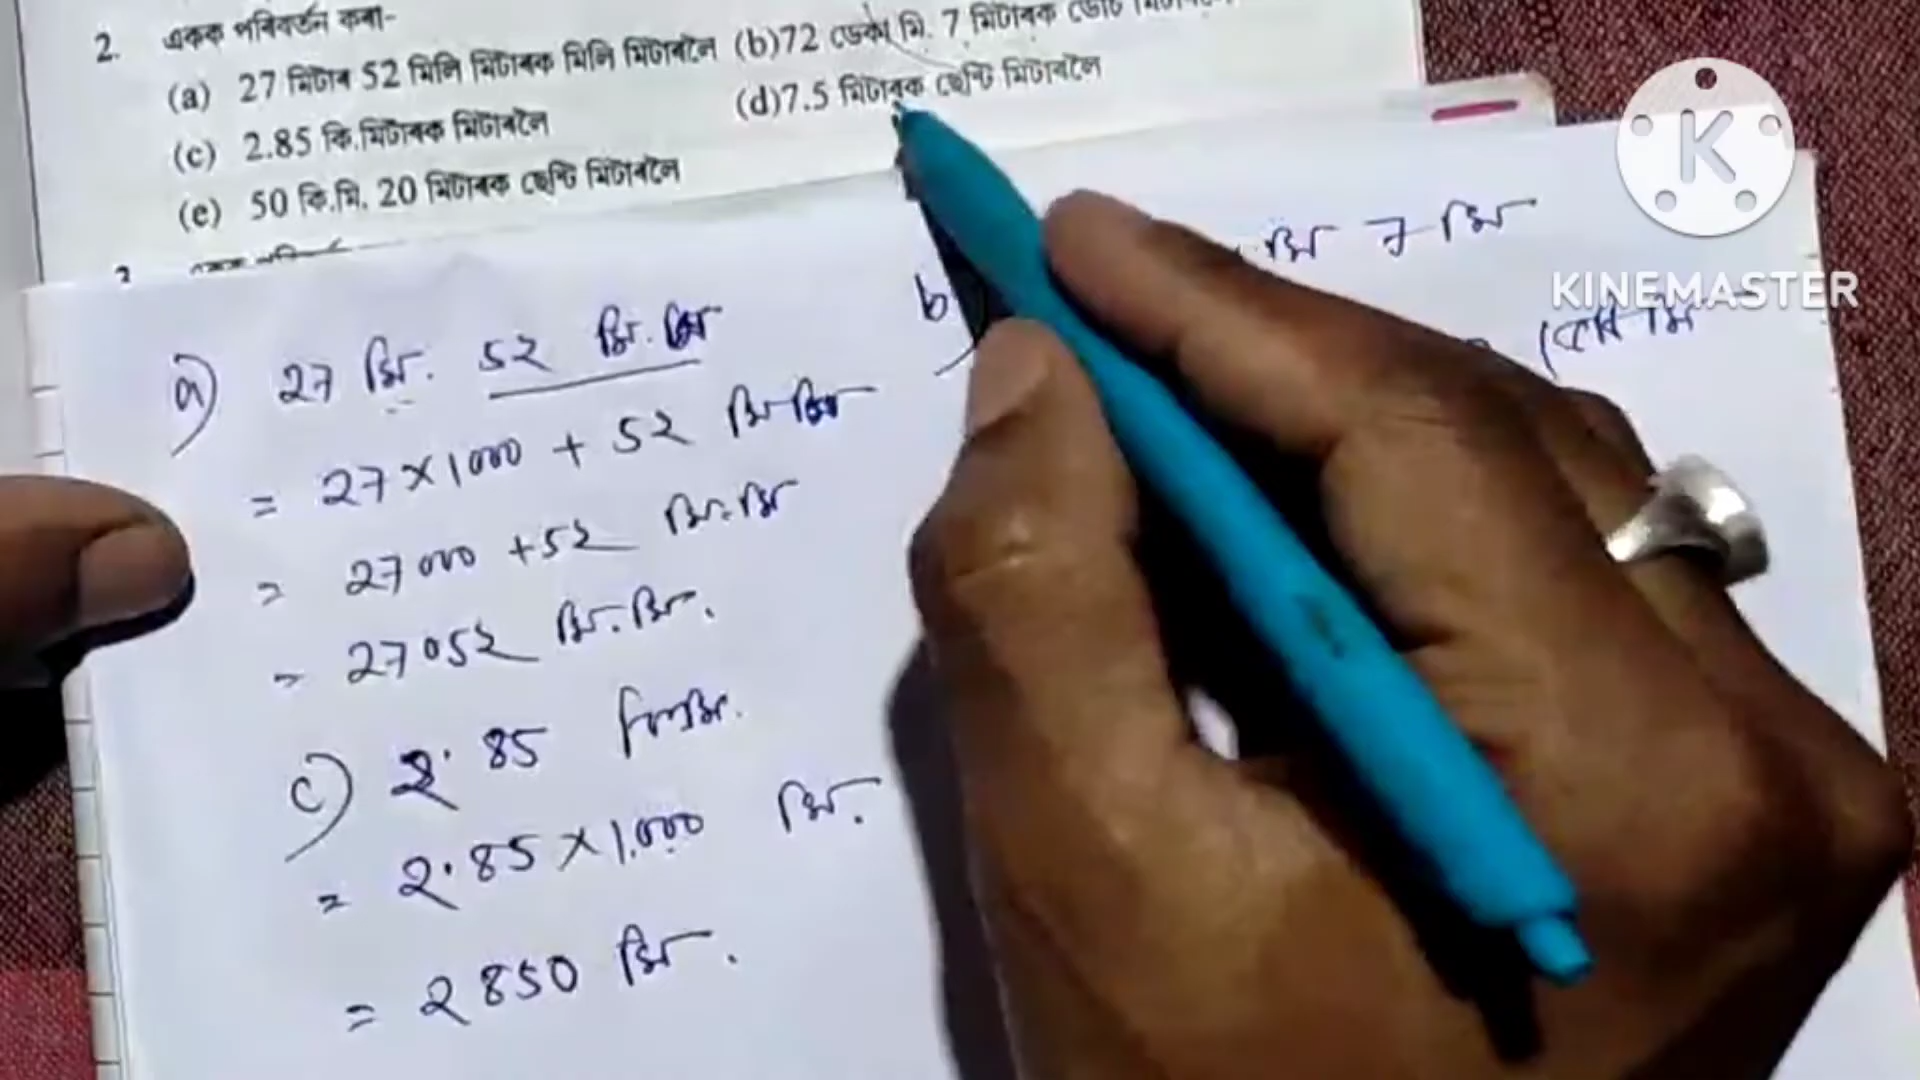 2. একক পৰিবৰ্তন কৰা-
(a) 27 মিটাৰ 52 মিলি মিটাৰক মিলি মিটাৰলৈ (b)72 ডেকা মি. 7 মিটাৰক
(c) 2.85 কি.মিটাৰক মিটাৰলৈ (d)7.5 মিটাৰক ছেণ্টি মিটাৰলৈ
(e) 50 কি.মি. 20 মিটাৰক ছেণ্টি মিটাৰলৈ
K
KINEMASTER
a) 27 মি. 52 মি.মি
= 27×1000 + 52 মি.মি
= 27000 +52 মি.মি
= 27052 মি.মি.
c) 2.85 কি.মি.
= 2.85×1000 মি.
= 2850 মি.
b) মি 7 মি